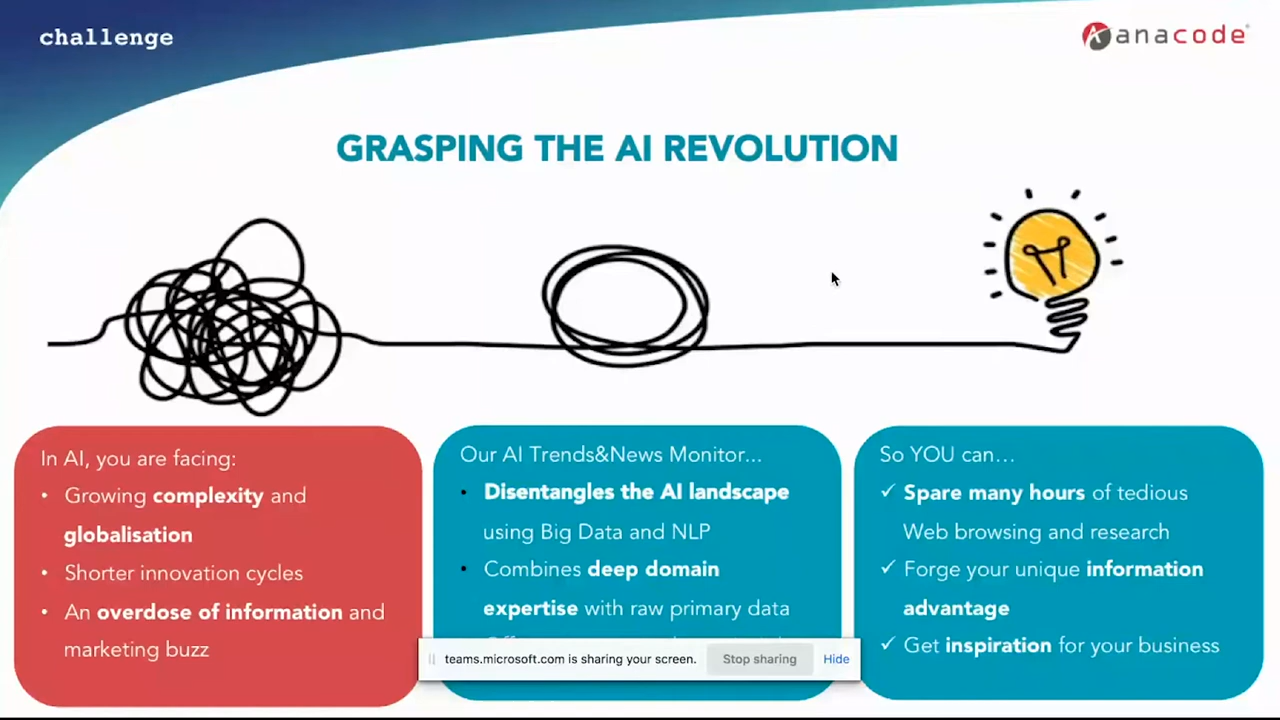 challenge
anacode
GRASPING THE AI REVOLUTION
In AI, you are facing:
• Growing complexity and
globalisation
• Shorter innovation cycles
• An overdose of information and
marketing buzz
Our AI Trends&News Monitor...
• Disentangles the AI landscape
using Big Data and NLP
• Combines deep domain
expertise with raw primary data
So YOU can...
✓ Spare many hours of tedious
Web browsing and research
✓ Forge your unique information
advantage
✓ Get inspiration for your business
teams.microsoft.com is sharing your screen.
Stop sharing
Hide